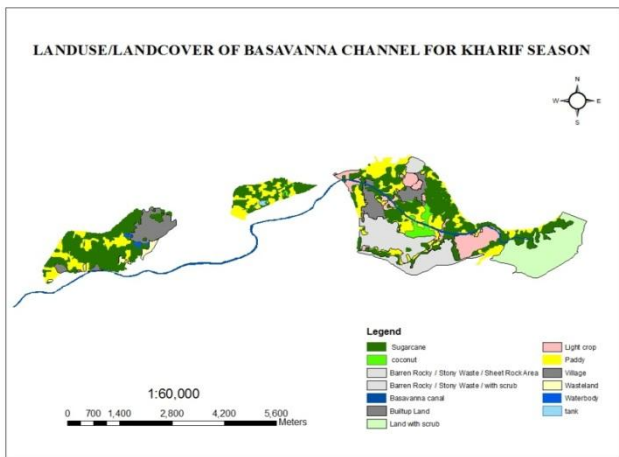 LANDUSE/LANDCOVER OF BASAVANNA CHANNEL FOR KHARIF SEASON
N
W E
S
Legend
Sugarcane
coconut
Barren Rocky / Stony Waste / Sheet Rock Area
Barren Rocky / Stony Waste / with scrub
Basavanna canal
Builtup Land
Land with scrub
Light crop
Paddy
Village
Wasteland
Waterbody
tank
1:60,000
0 700 1,400 2,800 4,200 5,600
Meters